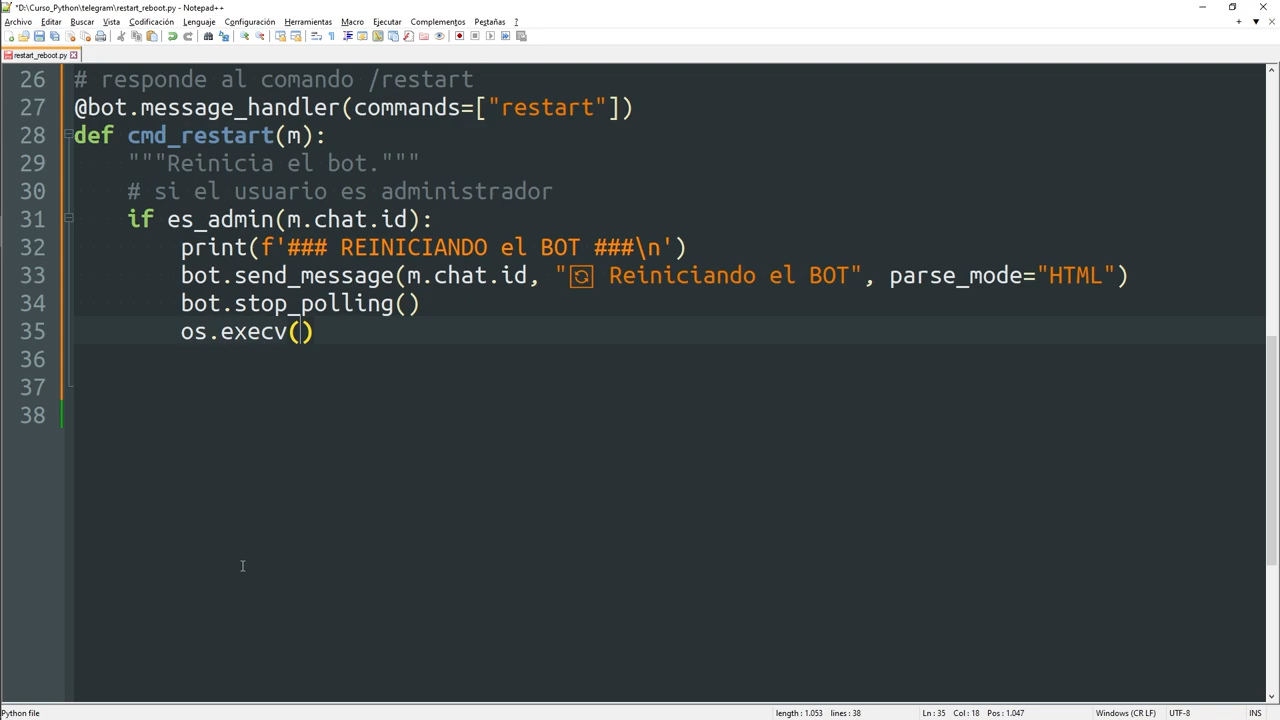 *D:\Curso_Python\telegram\restart_reboot.py - Notepad++
Archivo Editar Buscar Vista Codificación Lenguaje Configuración Herramientas Macro Ejecutar Complementos Pestañas ?
restart_reboot.py
26 # responde al comando /restart
27 @bot.message_handler(commands=["restart"])
28 def cmd_restart(m):
29 """Reinicia el bot."""
30 # si el usuario es administrador
31 if es_admin(m.chat.id):
32 print(f'### REINICIANDO el BOT ###\n')
33 bot.send_message(m.chat.id, "🔄 Reiniciando el BOT", parse_mode="HTML")
34 bot.stop_polling()
35 os.execv()
36
37
38
Python file length : 1.053 lines : 38 Ln : 35 Col : 18 Pos : 1.047 Windows (CR LF) UTF-8 INS